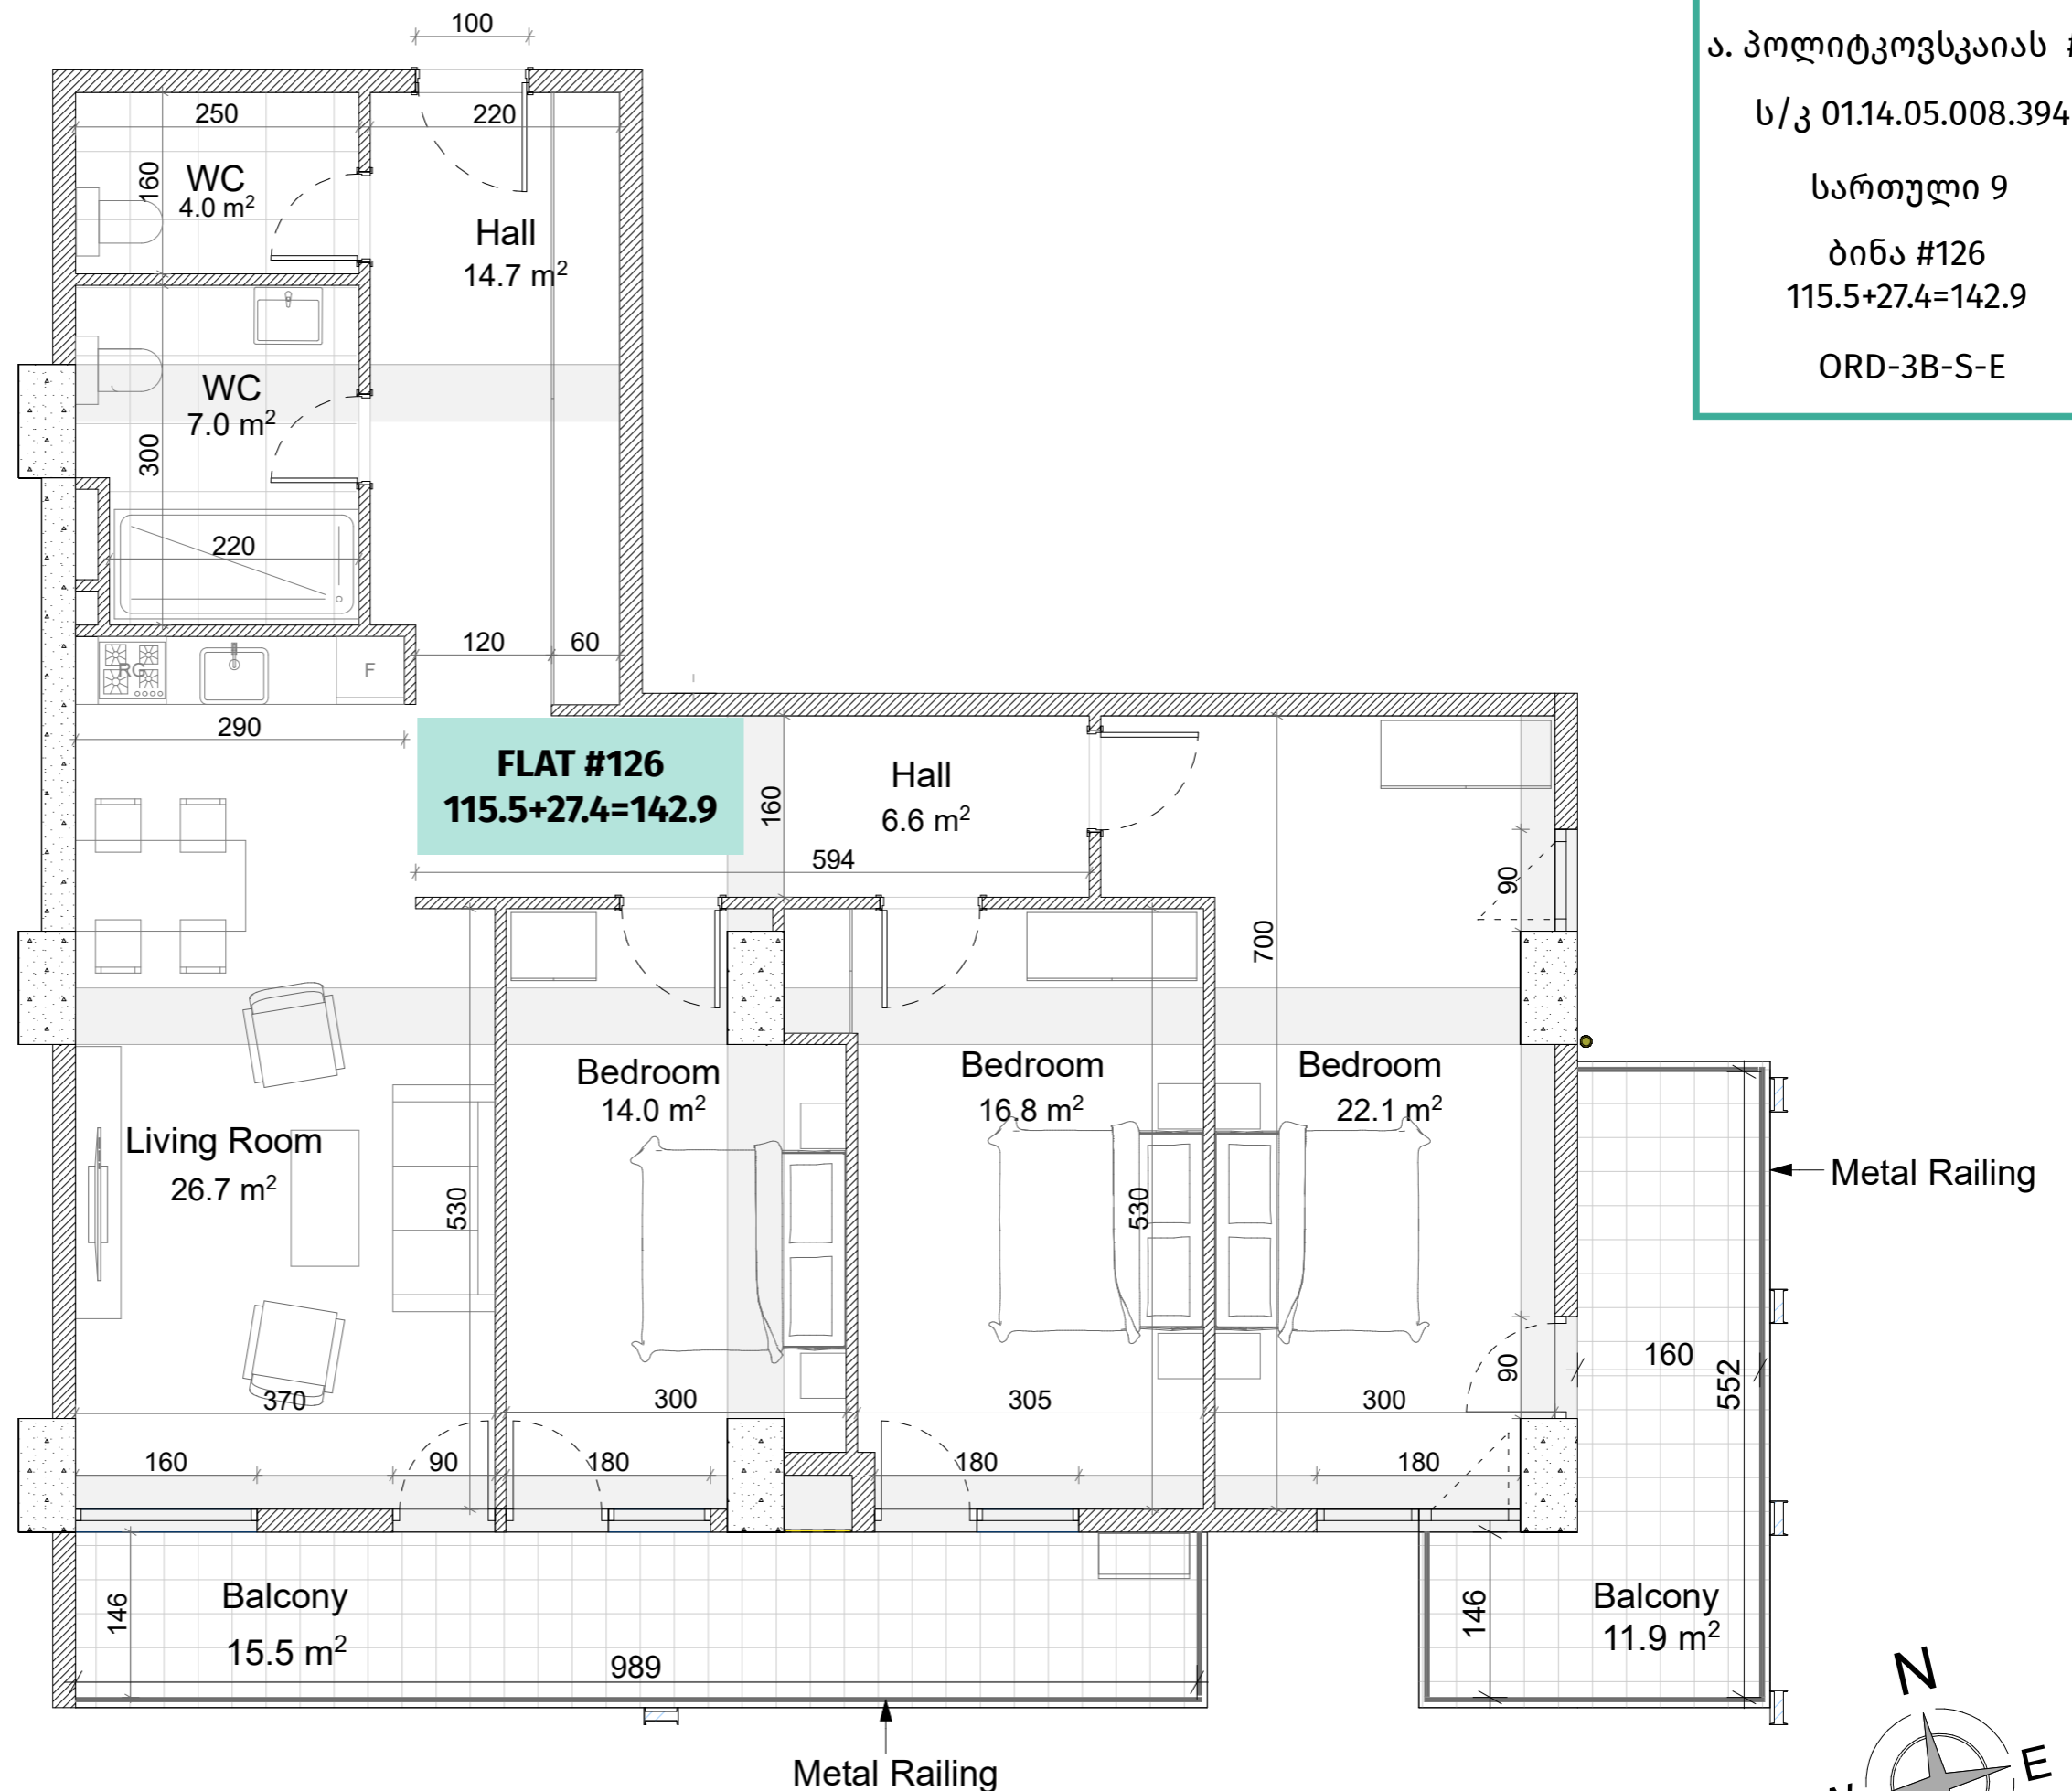 100
ა. პოლიტკოვსკაიას #
ს/კ 01.14.05.008.394
სართული 9
ბინა #126
115.5+27.4=142.9
ORD-3B-S-E
250
220
160
WC
4.0 m²
Hall
14.7 m²
WC
7.0 m²
300
220
120
60
RG
F
290
FLAT #126
115.5+27.4=142.9
160
Hall
6.6 m²
594
90
700
Bedroom
14.0 m²
Bedroom
16.8 m²
Bedroom
22.1 m²
Living Room
26.7 m²
530
530
Metal Railing
90
160
552
370
300
305
300
160
90
180
180
180
Balcony
15.5 m²
146
989
146
Balcony
11.9 m²
Metal Railing
N
E